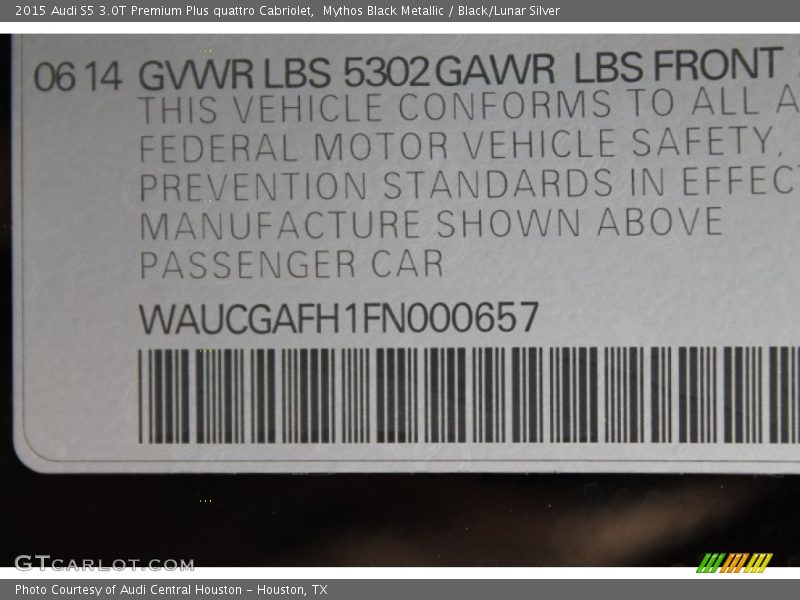 2015 Audi S5 3.0T Premium Plus quattro Cabriolet,  Mythos Black Metallic / Black/Lunar Silver
06 14 GVWR LBS 5302 GAWR LBS FRONT
THIS VEHICLE CONFORMS TO ALL A
FEDERAL MOTOR VEHICLE SAFETY,
PREVENTION STANDARDS IN EFFECT
MANUFACTURE SHOWN ABOVE
PASSENGER CAR
WAUCGAFH1FN000657
GTCARLOT.COM
Photo Courtesy of Audi Central Houston - Houston, TX